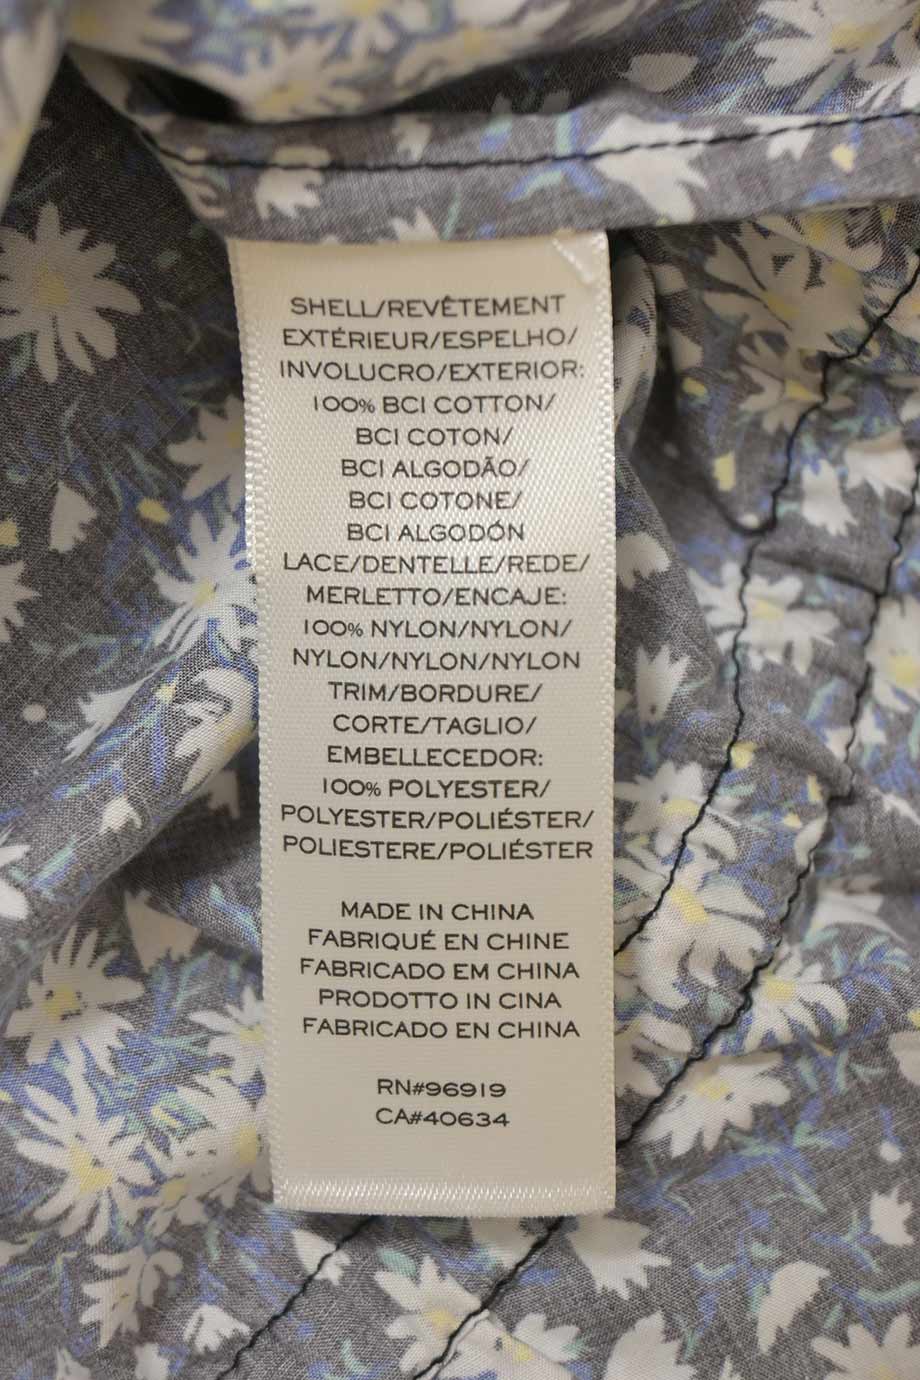 SHELL/REVÊTEMENT
EXTÉRIEUR/ESPELHO/
INVOLUCRO/EXTERIOR:
100% BCI COTTON/
BCI COTON/
BCI ALGODÃO/
BCI COTONE/
BCI ALGODÓN
LACE/DENTELLE/REDE/
MERLETTO/ENCAJE:
100% NYLON/NYLON/
NYLON/NYLON/NYLON
TRIM/BORDURE/
CORTE/TAGLIO/
EMBELLECEDOR:
100% POLYESTER/
POLYESTER/POLIÉSTER/
POLIESTERE/POLIÉSTER
MADE IN CHINA
FABRIQUÉ EN CHINE
FABRICADO EM CHINA
PRODOTTO IN CINA
FABRICADO EN CHINA
RN#96919
CA#40634